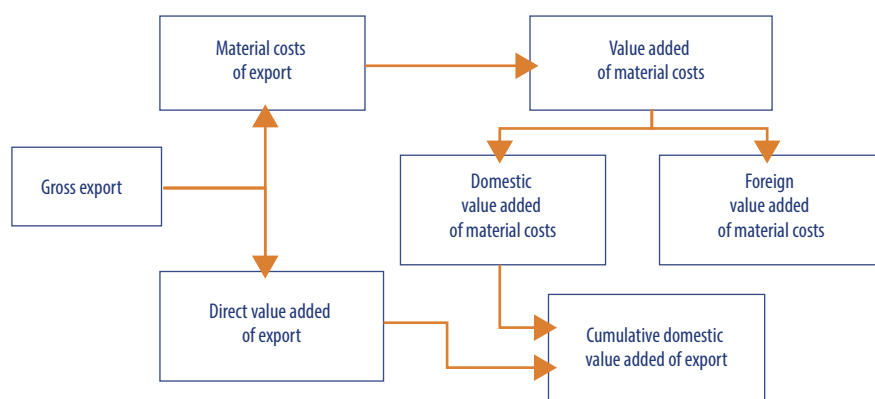 Material costs
of export
Value added
of material costs
Gross export
Domestic
value added
of material costs
Foreign
value added
of material costs
Direct value added
of export
Cumulative domestic
value added of export